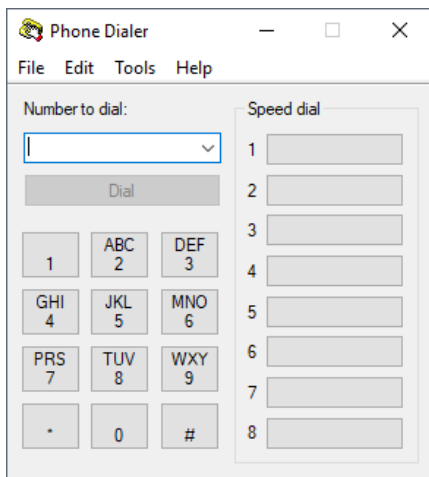 Phone Dialer
File Edit Tools Help
Number to dial:
Dial
1
ABC
2
DEF
3
GHI
4
JKL
5
MNO
6
PRS
7
TUV
8
WXY
9
*
0
#
Speed dial
1
2
3
4
5
6
7
8